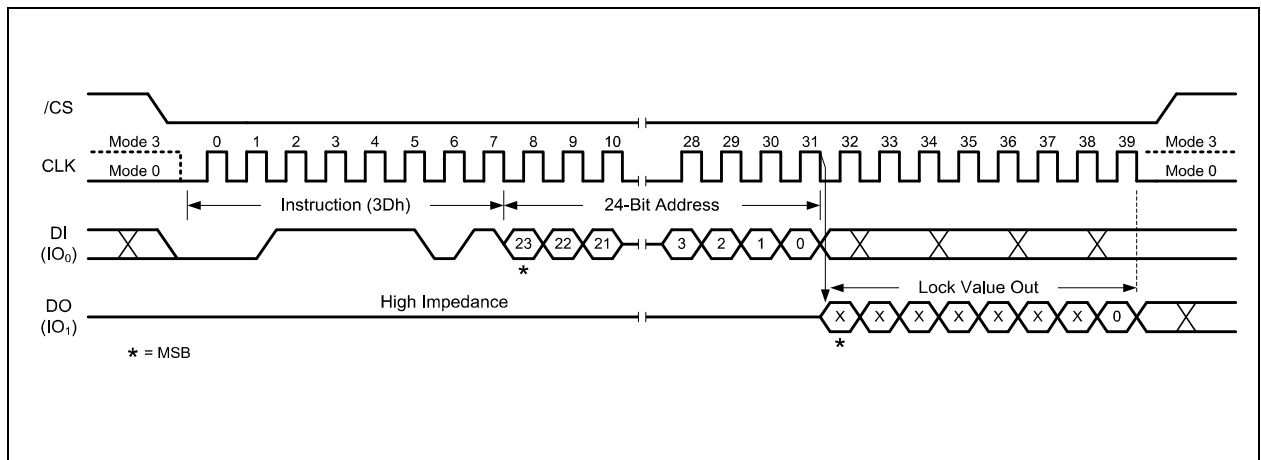 /CS
Mode 3 0 1 2 3 4 5 6 7 8 9 10 28 29 30 31 32 33 34 35 36 37 38 39 Mode 3
CLK Mode 0 Mode 0
Instruction (3Dh) 24-Bit Address
DI
(IO₀) 23 22 21 3 2 1 0
*
Lock Value Out
High Impedance
DO
(IO₁) X X X X X X X 0
*
* = MSB